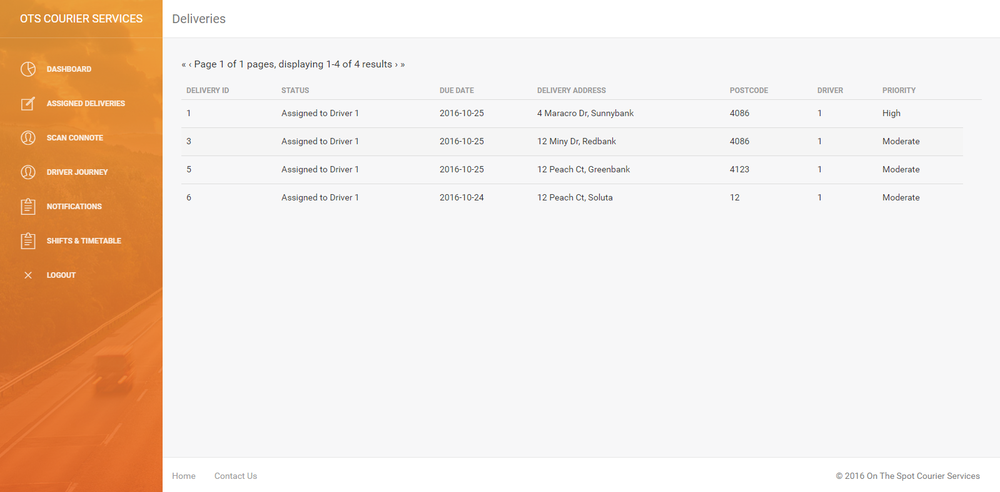 OTS COURIER SERVICES
Deliveries
DASHBOARD
ASSIGNED DELIVERIES
SCAN CONNOTE
DRIVER JOURNEY
NOTIFICATIONS
SHIFTS & TIMETABLE
LOGOUT
« ‹ Page 1 of 1 pages, displaying 1-4 of 4 results › »
DELIVERY ID STATUS DUE DATE DELIVERY ADDRESS POSTCODE DRIVER PRIORITY
1 Assigned to Driver 1 2016-10-25 4 Maracro Dr, Sunnybank 4086 1 High
3 Assigned to Driver 1 2016-10-25 12 Miny Dr, Redbank 4086 1 Moderate
5 Assigned to Driver 1 2016-10-25 12 Peach Ct, Greenbank 4123 1 Moderate
6 Assigned to Driver 1 2016-10-24 12 Peach Ct, Soluta 12 1 Moderate
Home Contact Us © 2016 On The Spot Courier Services